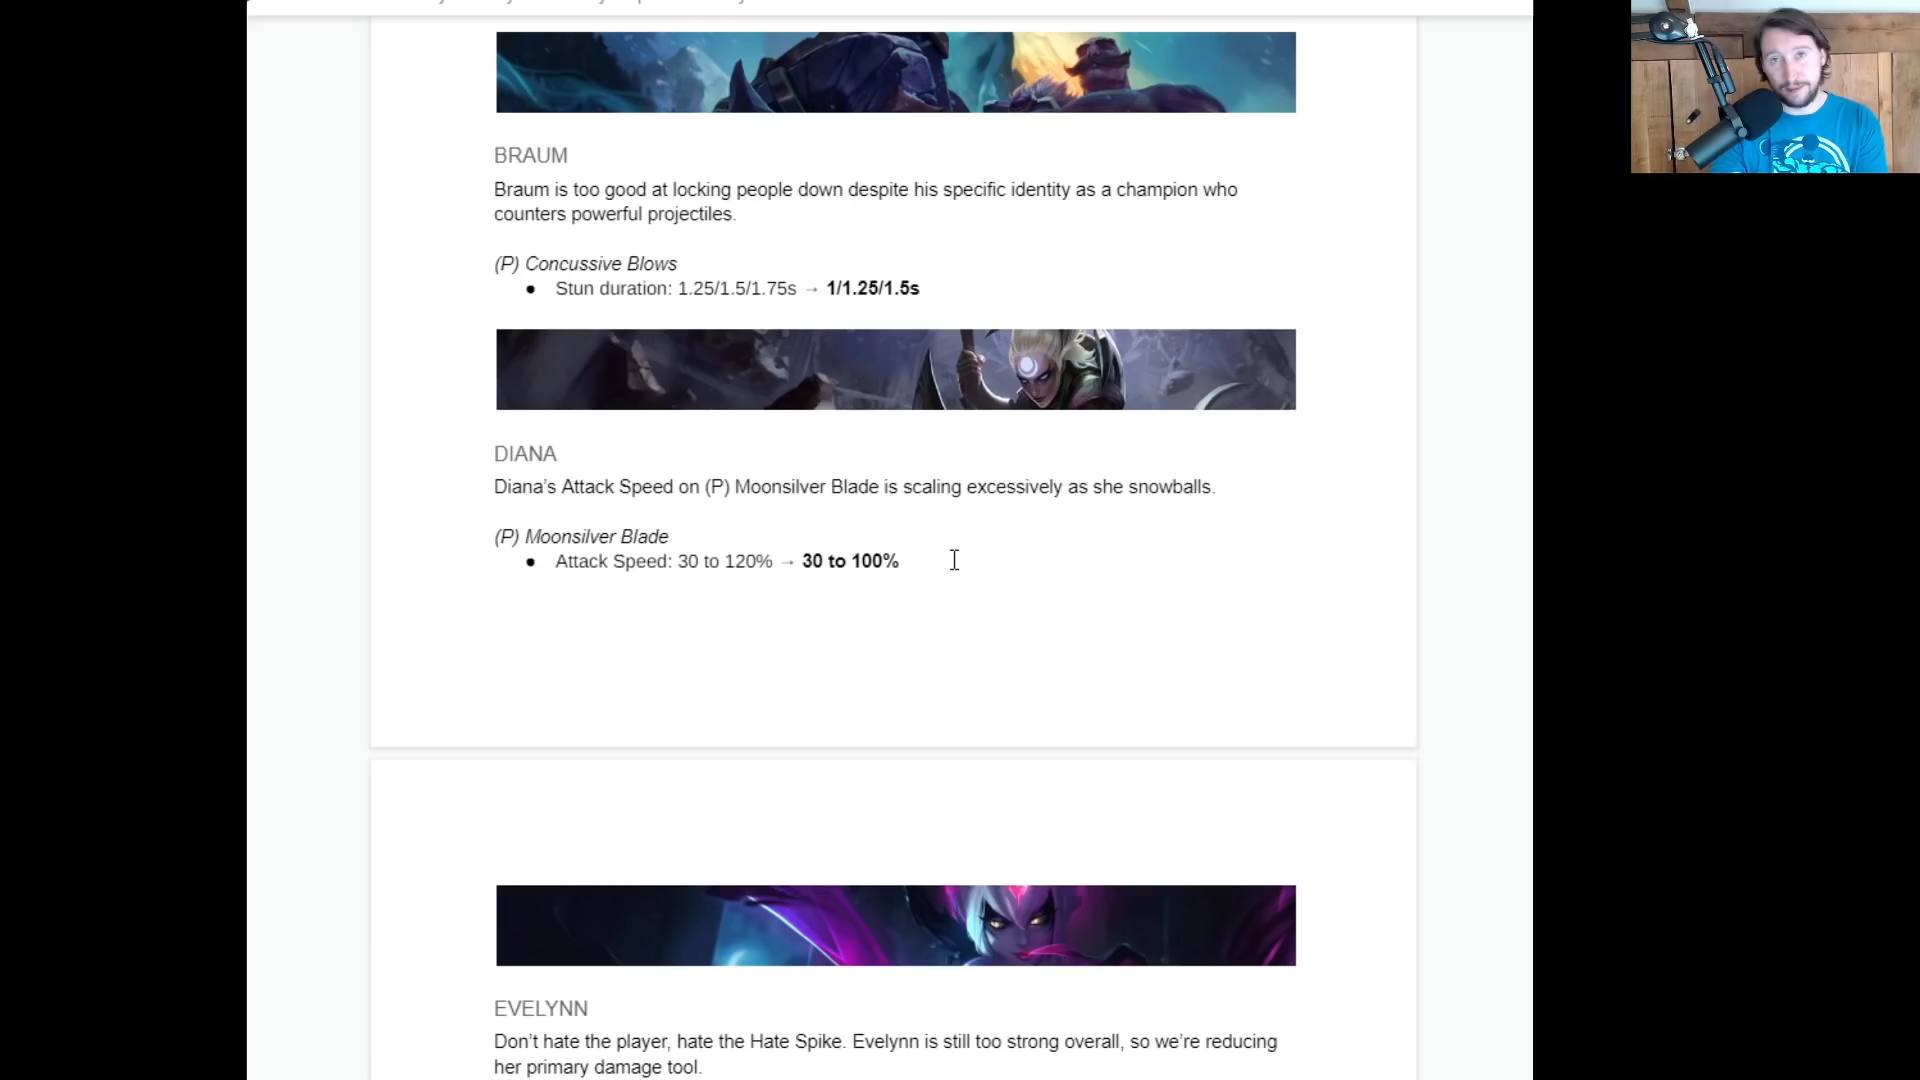 BRAUM
Braum is too good at locking people down despite his specific identity as a champion who
counters powerful projectiles.
(P) Concussive Blows
● Stun duration: 1.25/1.5/1.75s → 1/1.25/1.5s
DIANA
Diana’s Attack Speed on (P) Moonsilver Blade is scaling excessively as she snowballs.
(P) Moonsilver Blade
● Attack Speed: 30 to 120% → 30 to 100%
EVELYNN
Don’t hate the player, hate the Hate Spike. Evelynn is still too strong overall, so we’re reducing
her primary damage tool.